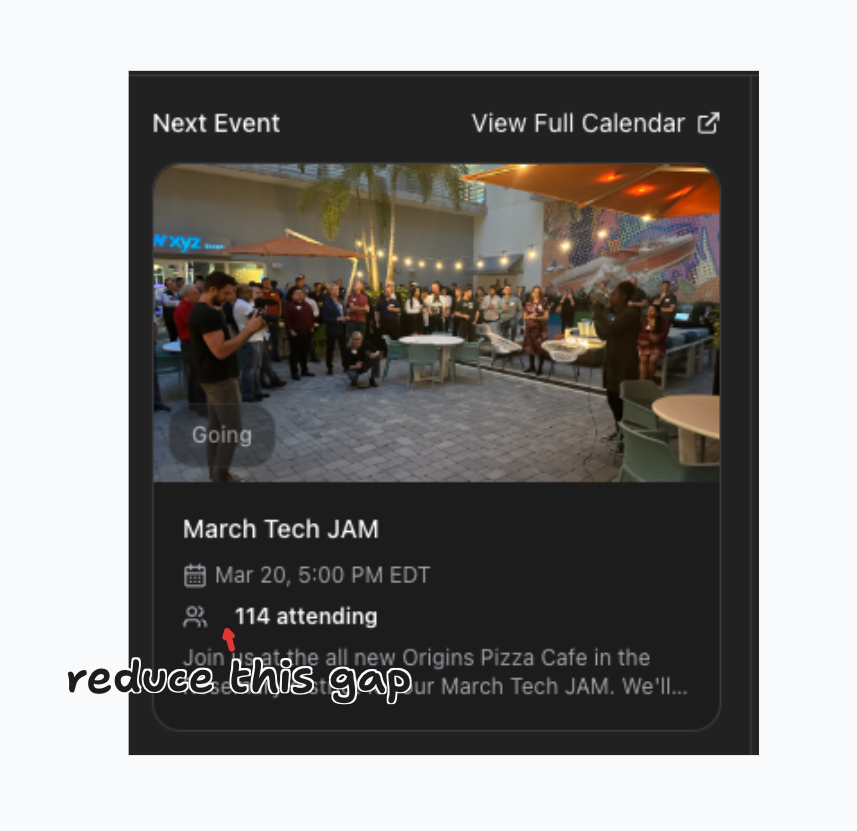 Next Event
View Full Calendar
xyz
Going
March Tech JAM
Mar 20, 5:00 PM EDT
114 attending
Join us at the all new Origins Pizza Cafe in the
our March Tech JAM. We'll...
reduce this gap